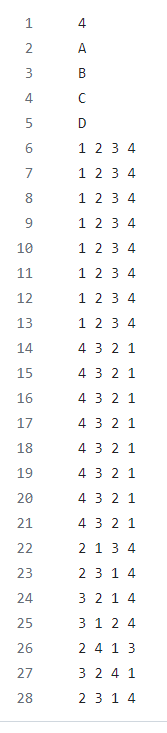 1 4
2 A
3 B
4 C
5 D
6 1 2 3 4
7 1 2 3 4
8 1 2 3 4
9 1 2 3 4
10 1 2 3 4
11 1 2 3 4
12 1 2 3 4
13 1 2 3 4
14 4 3 2 1
15 4 3 2 1
16 4 3 2 1
17 4 3 2 1
18 4 3 2 1
19 4 3 2 1
20 4 3 2 1
21 4 3 2 1
22 2 1 3 4
23 2 3 1 4
24 3 2 1 4
25 3 1 2 4
26 2 4 1 3
27 3 2 4 1
28 2 3 1 4